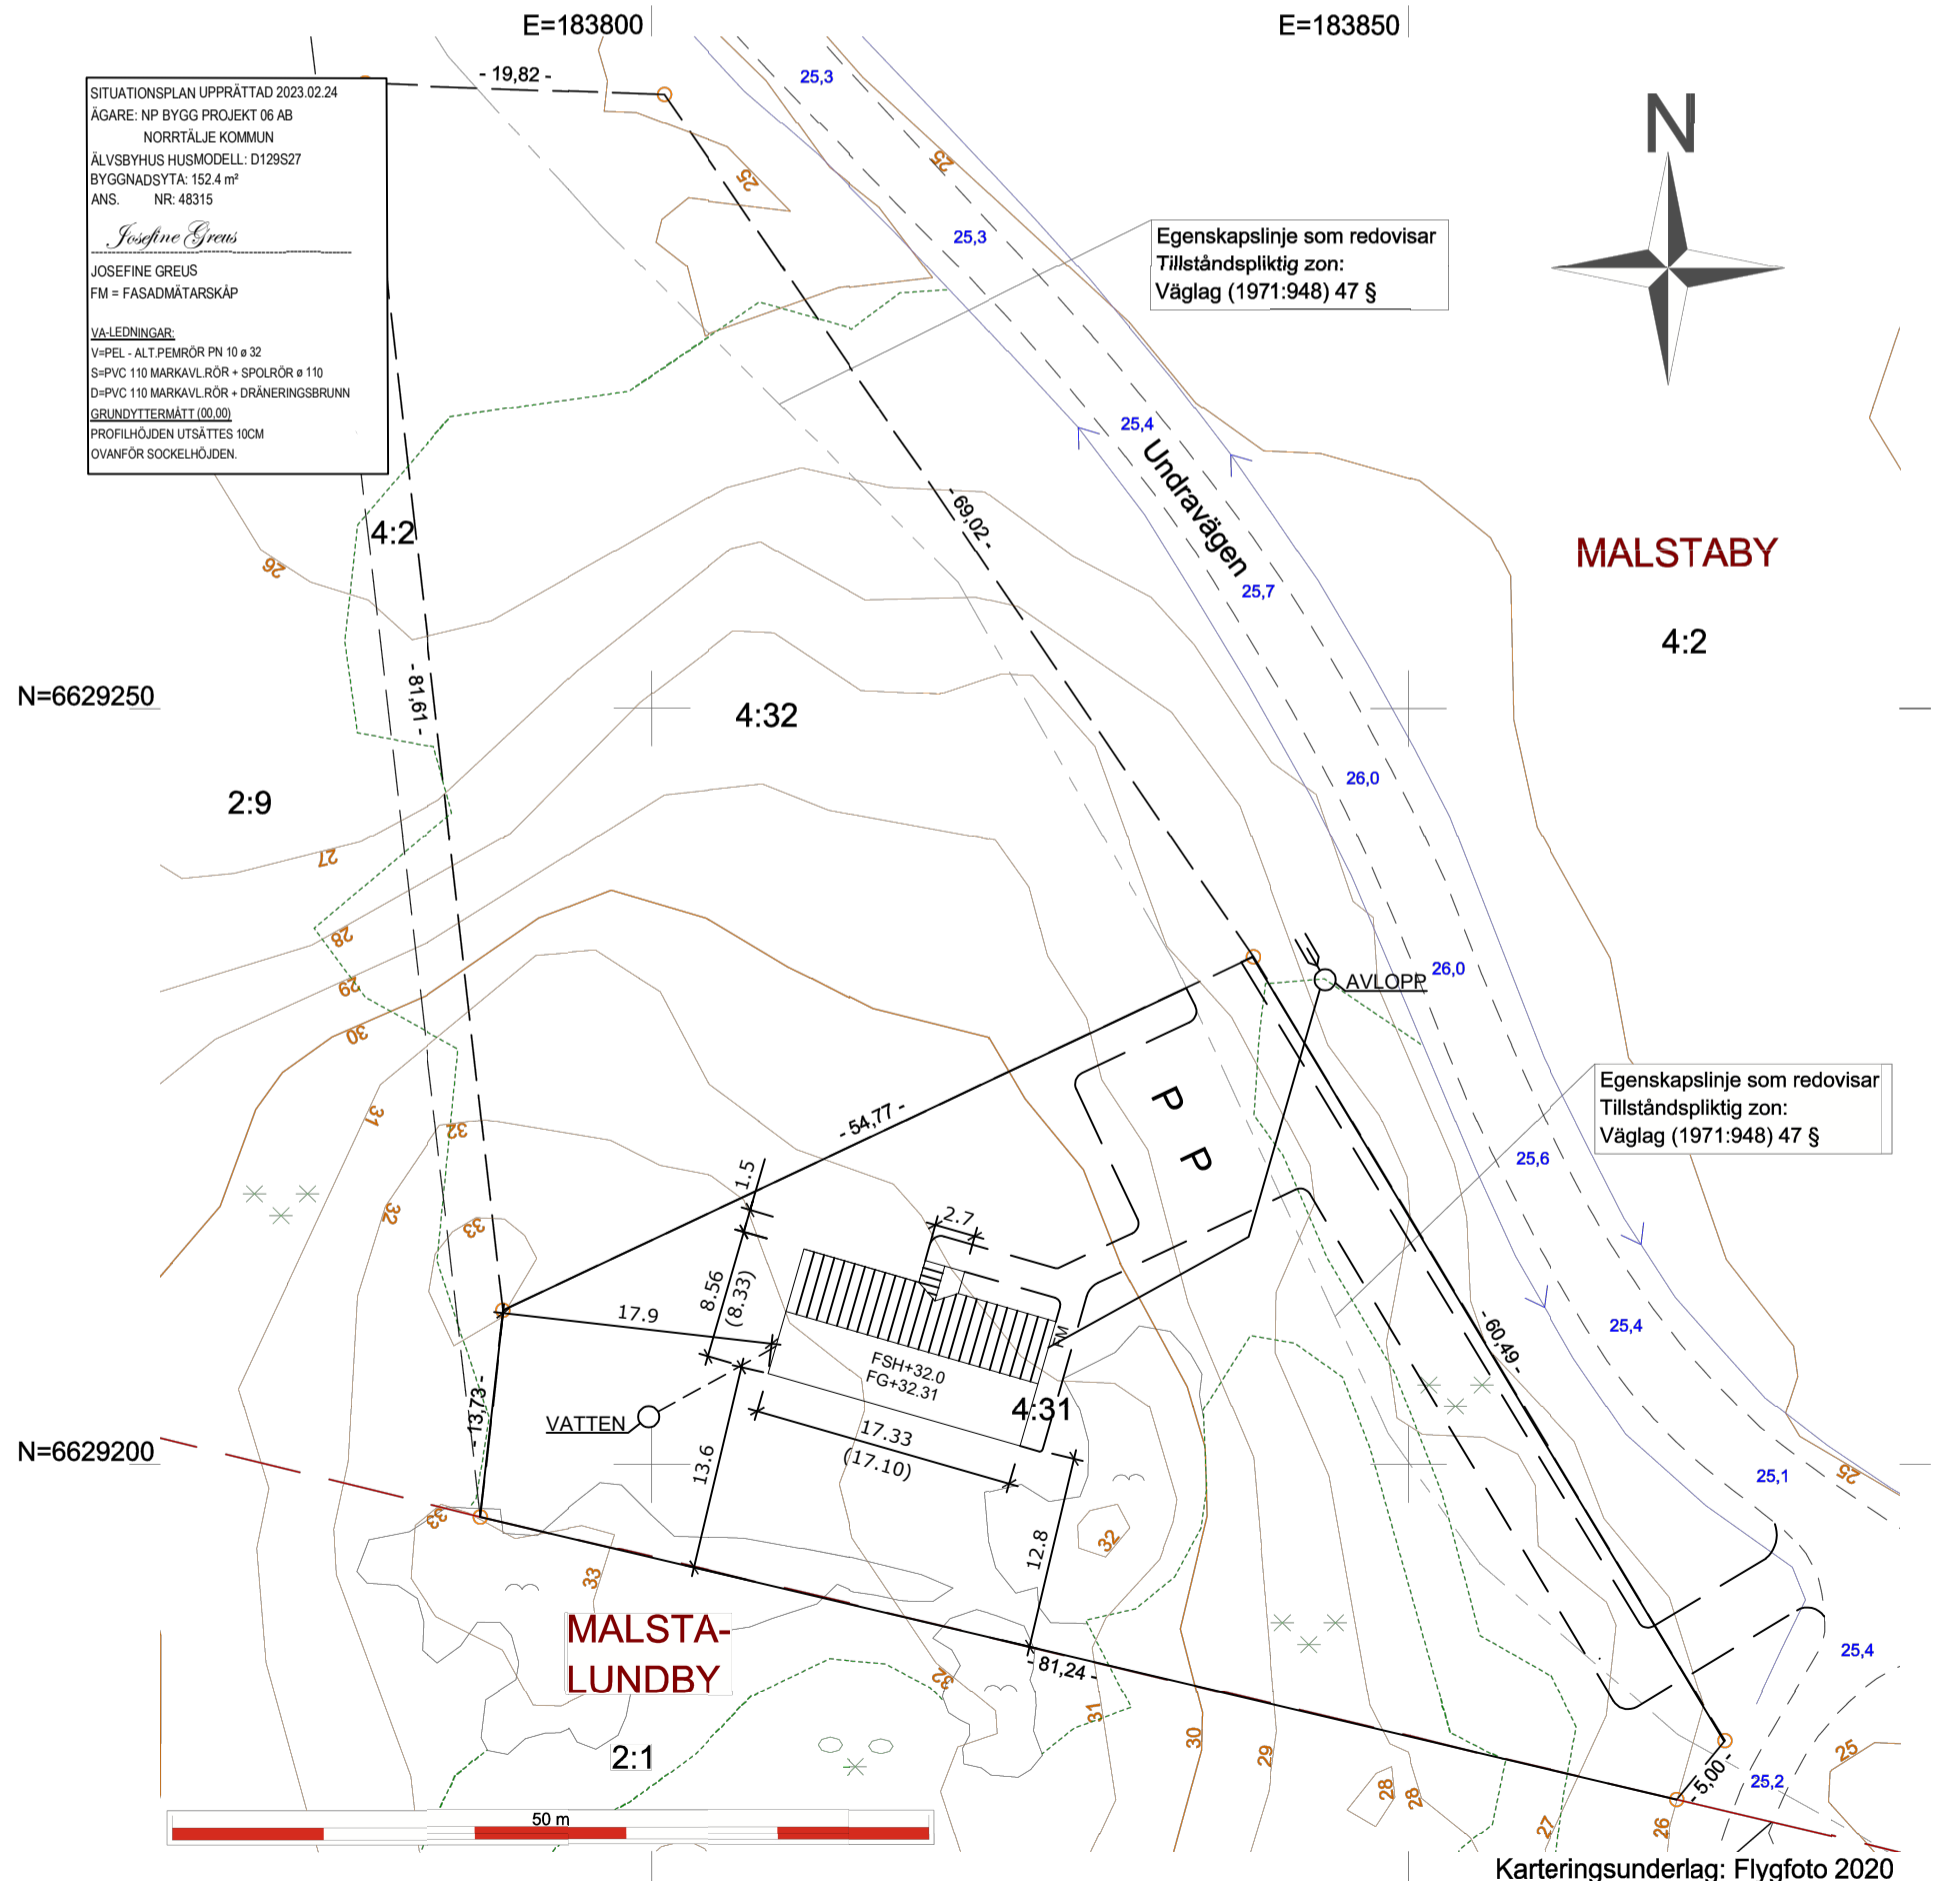 E=183800
E=183850
SITUATIONSPLAN UPPRÄTTAD 2023.02.24
ÄGARE: NP BYGG PROJEKT 06 AB
NORRTÄLJE KOMMUN
ÄLVSBYHUS HUSMODELL: D129S27
BYGGNADSYTA: 152.4 m²
ANS. NR: 48315
Josefine Greus
JOSEFINE GREUS
FM = FASADMÄTARSKÅP
VA-LEDNINGAR:
V=PEL - ALT.PEMRÖR PN 10 ø 32
S=PVC 110 MARKAVL.RÖR + SPOLRÖR ø 110
D=PVC 110 MARKAVL.RÖR + DRÄNERINGSBRUNN
GRUNDYTTERMÅTT (00,00)
PROFILHÖJDEN UTSÄTTES 10CM
OVANFÖR SOCKELHÖJDEN.
- 19,82 -
25,3
25
25
25,3
Egenskapslinje som redovisar
Tillståndspliktig zon:
Väglag (1971:948) 47 §
N
25,4
Undravägen
- 69,02 -
4:2
26
25,7
MALSTABY
4:2
- 81,61 -
N=6629250
4:32
26,0
2:9
27
28
29
30
26,0
AVLOPP
31
32
32
33
- 54,77 -
P
P
Egenskapslinje som redovisar
Tillståndspliktig zon:
Väglag (1971:948) 47 §
25,6
1.5
2.7
8.56
(8.33)
17.9
FM
25,4
- 60,49 -
FSH+32.0
FG+32.31
4:31
- 13,73 -
VATTEN
17.33
(17.10)
13.6
12.8
N=6629200
25,1
25
33
32
33
MALSTA-
LUNDBY
- 81,24 -
32
31
30
29
28
28
27
26
25,4
25
25,2
- 5,00 -
2:1
50 m
Karteringsunderlag: Flygfoto 2020